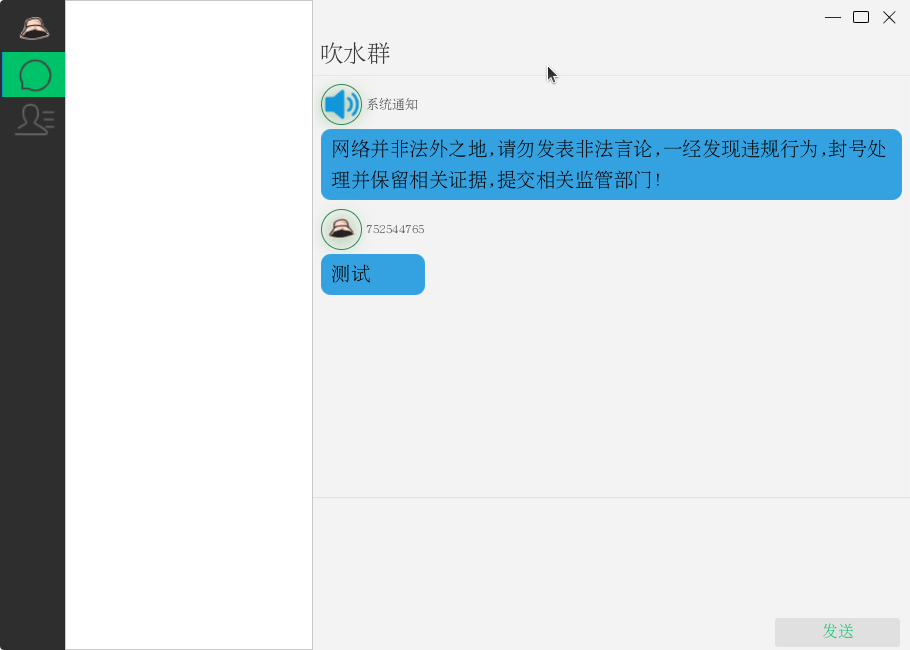 吹水群
系统通知
网络并非法外之地,请勿发表非法言论,一经发现违规行为,封号处
理并保留相关证据,提交相关监管部门!
752544765
测试
发送